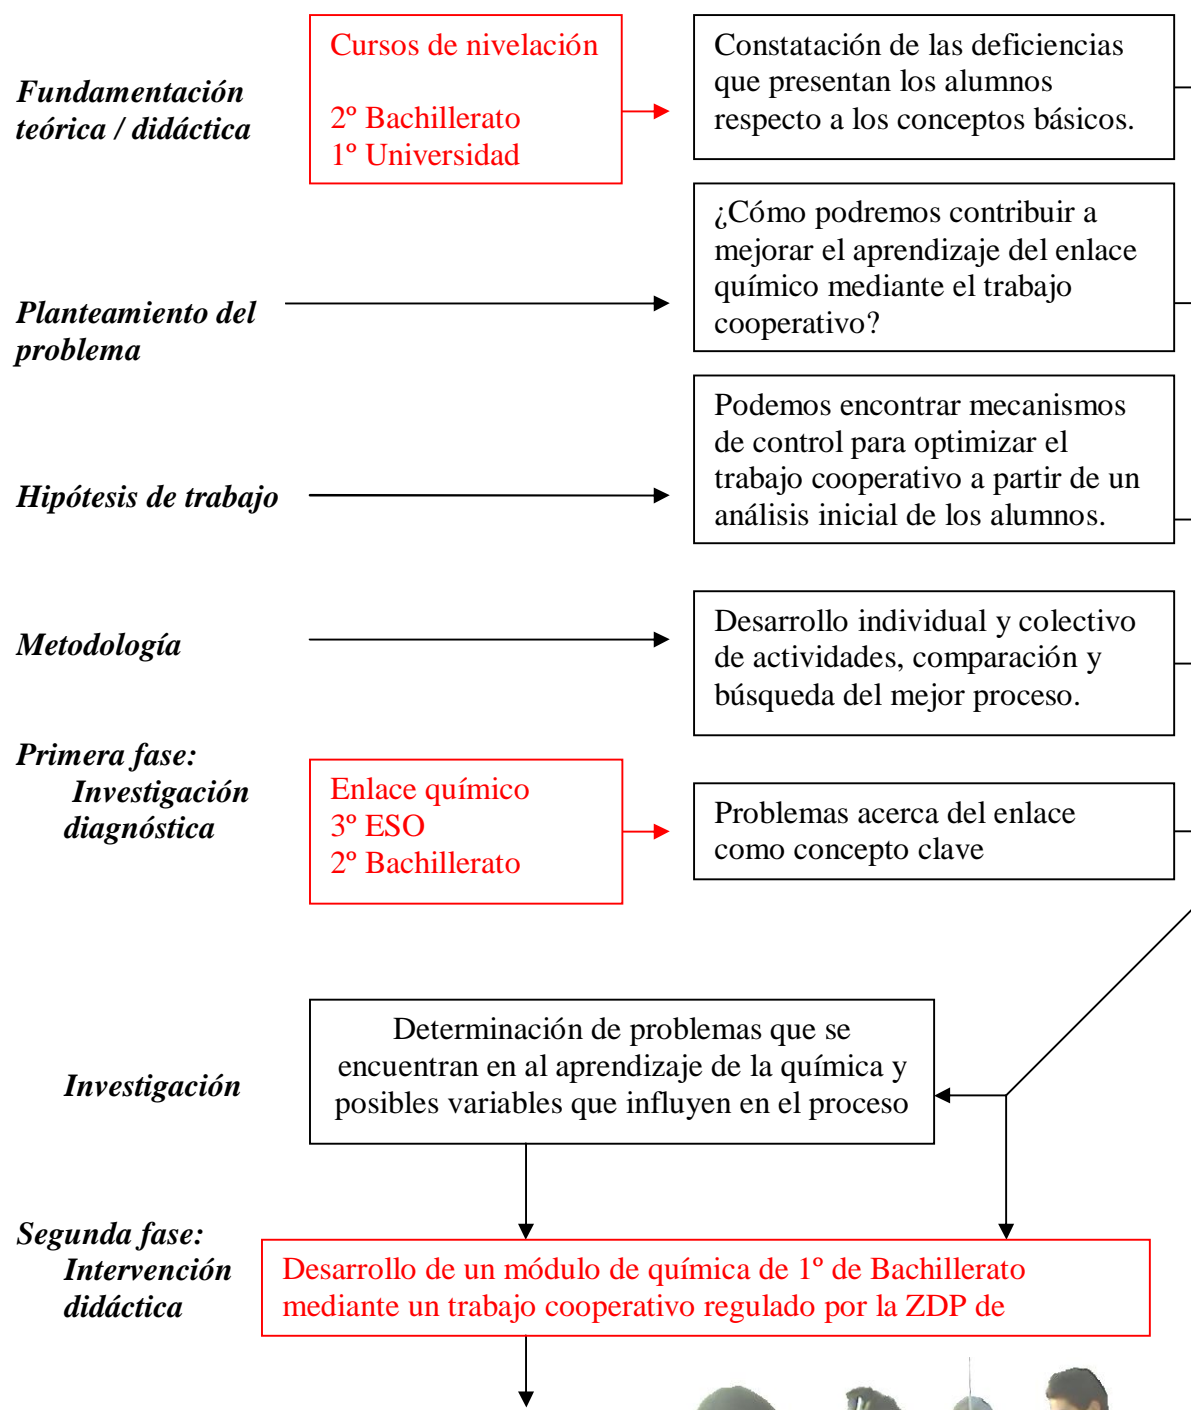 Fundamentación
teórica / didáctica
Cursos de nivelación
2º Bachillerato
1º Universidad
Constatación de las deficiencias
que presentan los alumnos
respecto a los conceptos básicos.
Planteamiento del
problema
¿Cómo podremos contribuir a
mejorar el aprendizaje del enlace
químico mediante el trabajo
cooperativo?
Hipótesis de trabajo
Podemos encontrar mecanismos
de control para optimizar el
trabajo cooperativo a partir de un
análisis inicial de los alumnos.
Metodología
Desarrollo individual y colectivo
de actividades, comparación y
búsqueda del mejor proceso.
Primera fase:
Investigación
diagnóstica
Enlace químico
3º ESO
2º Bachillerato
Problemas acerca del enlace
como concepto clave
Investigación
Determinación de problemas que se
encuentran en al aprendizaje de la química y
posibles variables que influyen en el proceso
Segunda fase:
Intervención
didáctica
Desarrollo de un módulo de química de 1º de Bachillerato
mediante un trabajo cooperativo regulado por la ZDP de